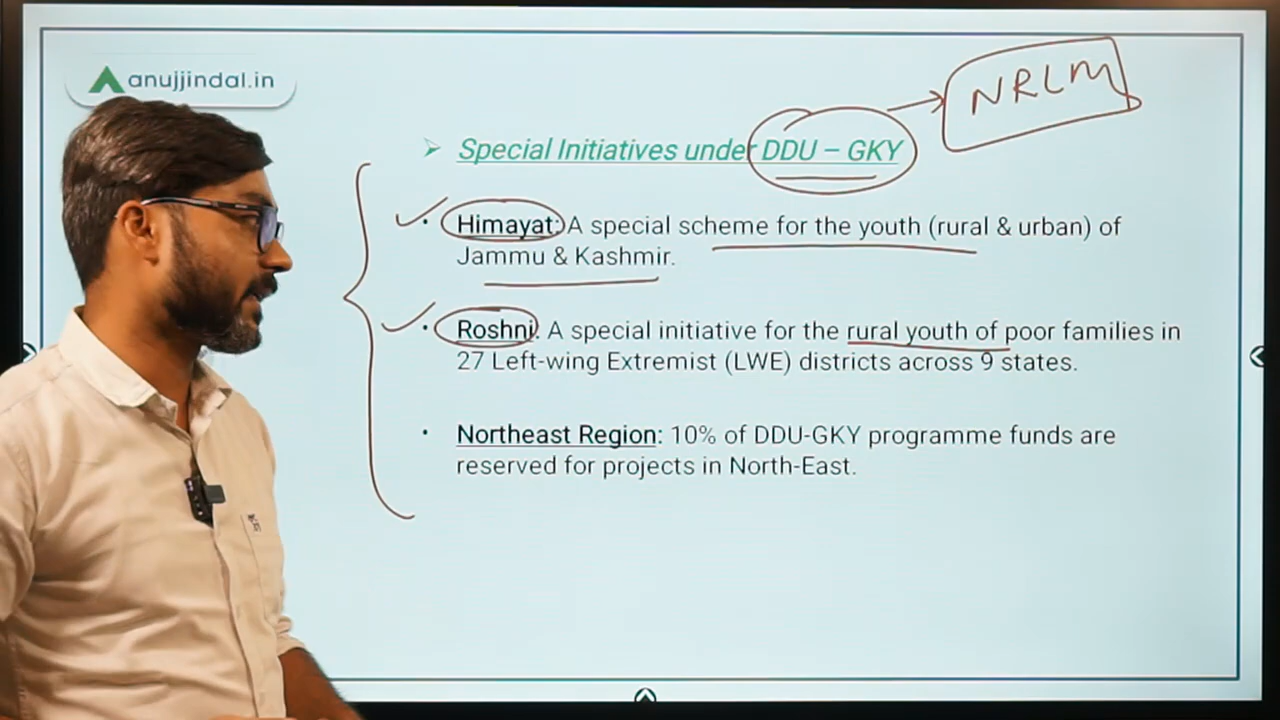 anujjindal.in
NRLM
Special Initiatives under DDU – GKY
Himayat: A special scheme for the youth (rural & urban) of
Jammu & Kashmir.
Roshni: A special initiative for the rural youth of poor families in
27 Left-wing Extremist (LWE) districts across 9 states.
Northeast Region: 10% of DDU-GKY programme funds are
reserved for projects in North-East.